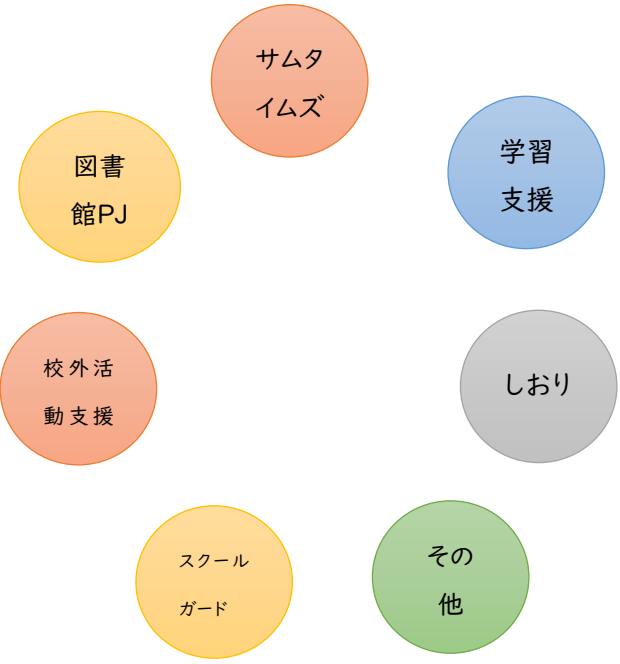 サムタ
イムズ
学習
支援
図書
館PJ
校外活
動支援
しおり
スクール
ガード
その
他